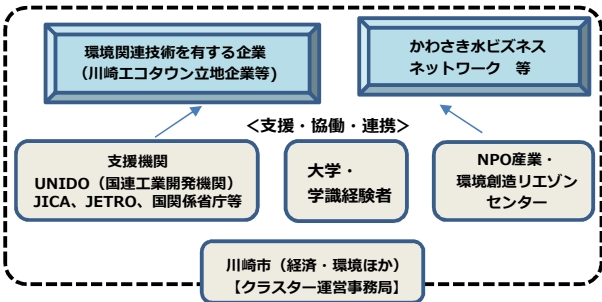 環境関連技術を有する企業
（川崎エコタウン立地企業等）
かわさき水ビズネス
ネットワーク　等
＜支援・協働・連携＞
支援機関
UNIDO（国連工業開発機関）
JICA、JETRO、国関係省庁等
大学・
学識経験者
NPO産業・
環境創造リエゾン
センター
川崎市（経済・環境ほか）
【クラスター運営事務局】